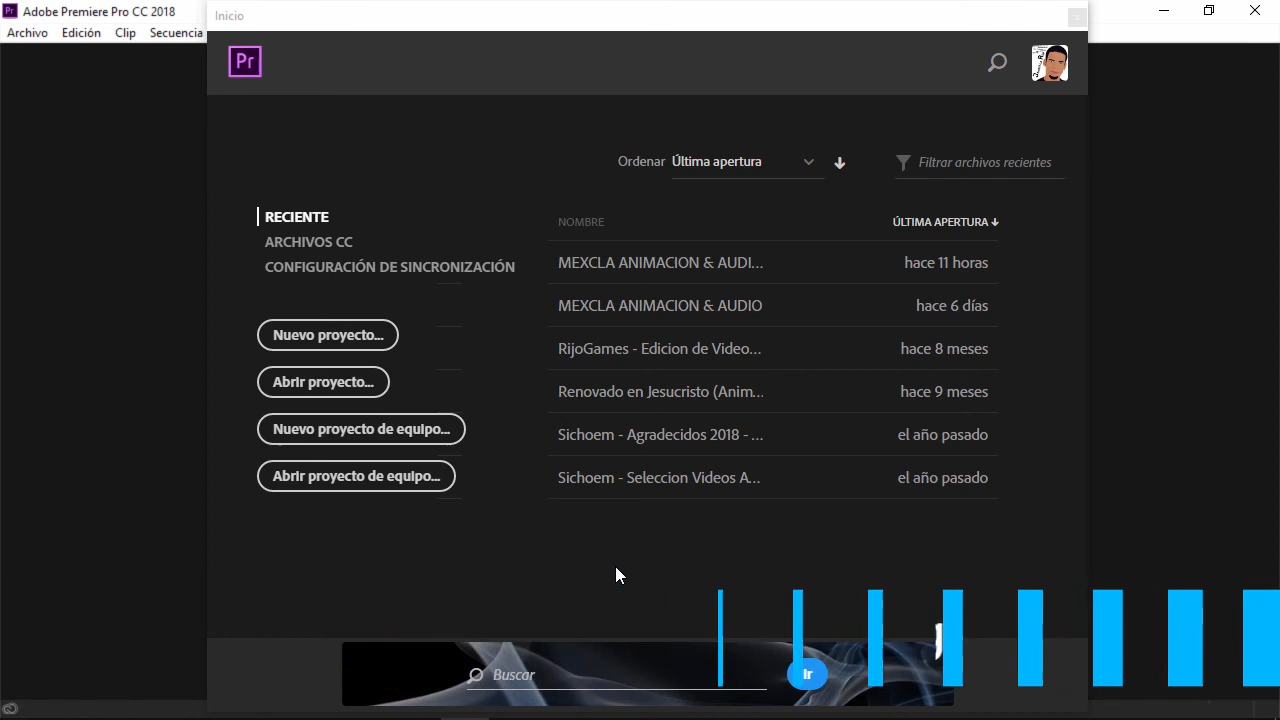 Pr Adobe Premiere Pro CC 2018
Archivo Edición Clip Secuencia
Inicio
Pr
Ordenar Última apertura
Filtrar archivos recientes
RECIENTE
ARCHIVOS CC
CONFIGURACIÓN DE SINCRONIZACIÓN
Nuevo proyecto...
Abrir proyecto...
Nuevo proyecto de equipo...
Abrir proyecto de equipo...
NOMBRE ÚLTIMA APERTURA
MEXCLA ANIMACION & AUDI... hace 11 horas
MEXCLA ANIMACION & AUDIO hace 6 días
RijoGames - Edicion de Video... hace 8 meses
Renovado en Jesucristo (Anim... hace 9 meses
Sichoem - Agradecidos 2018 - ... el año pasado
Sichoem - Seleccion Videos A... el año pasado
Buscar
Ir